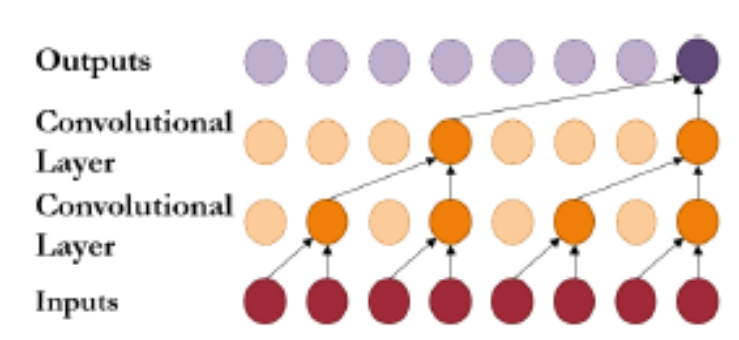 Outputs
Convolutional
Layer
Convolutional
Layer
Inputs